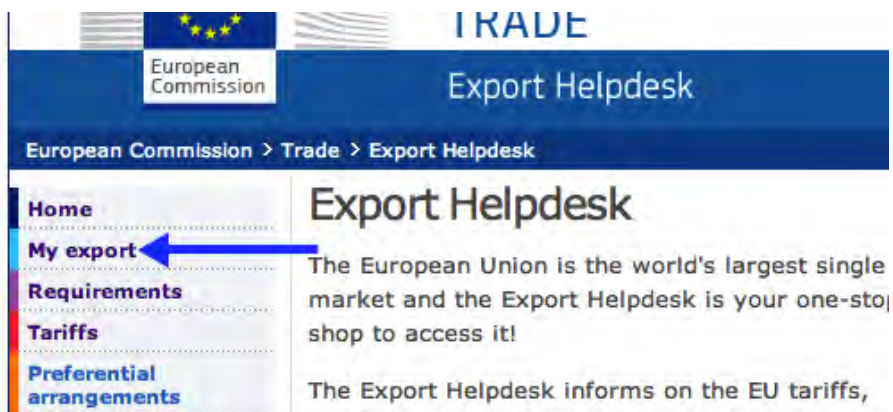 TRADE
European
Commission
Export Helpdesk
European Commission > Trade > Export Helpdesk
Home
My export
Requirements
Tariffs
Preferential
arrangements
Export Helpdesk
The European Union is the world's largest single
market and the Export Helpdesk is your one-stop
shop to access it!
The Export Helpdesk informs on the EU tariffs,